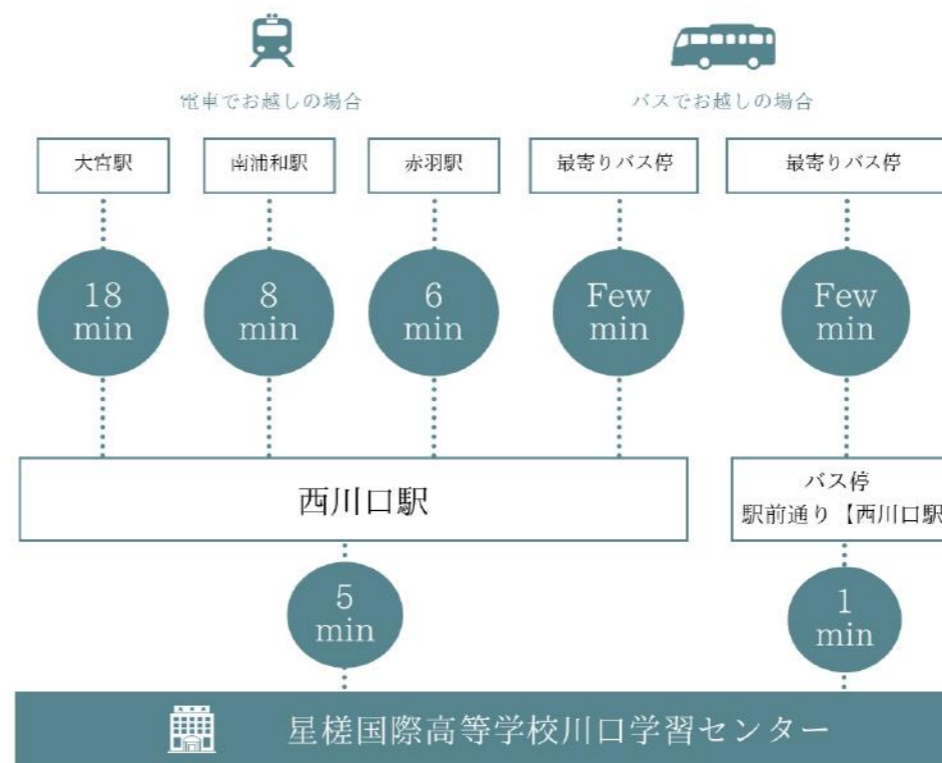 電車でお越しの場合
バスでお越しの場合
大宮駅
南浦和駅
赤羽駅
最寄りバス停
最寄りバス停
18
min
8
min
6
min
Few
min
Few
min
西川口駅
バス停
駅前通り【西川口駅
5
min
1
min
星槎国際高等学校川口学習センター